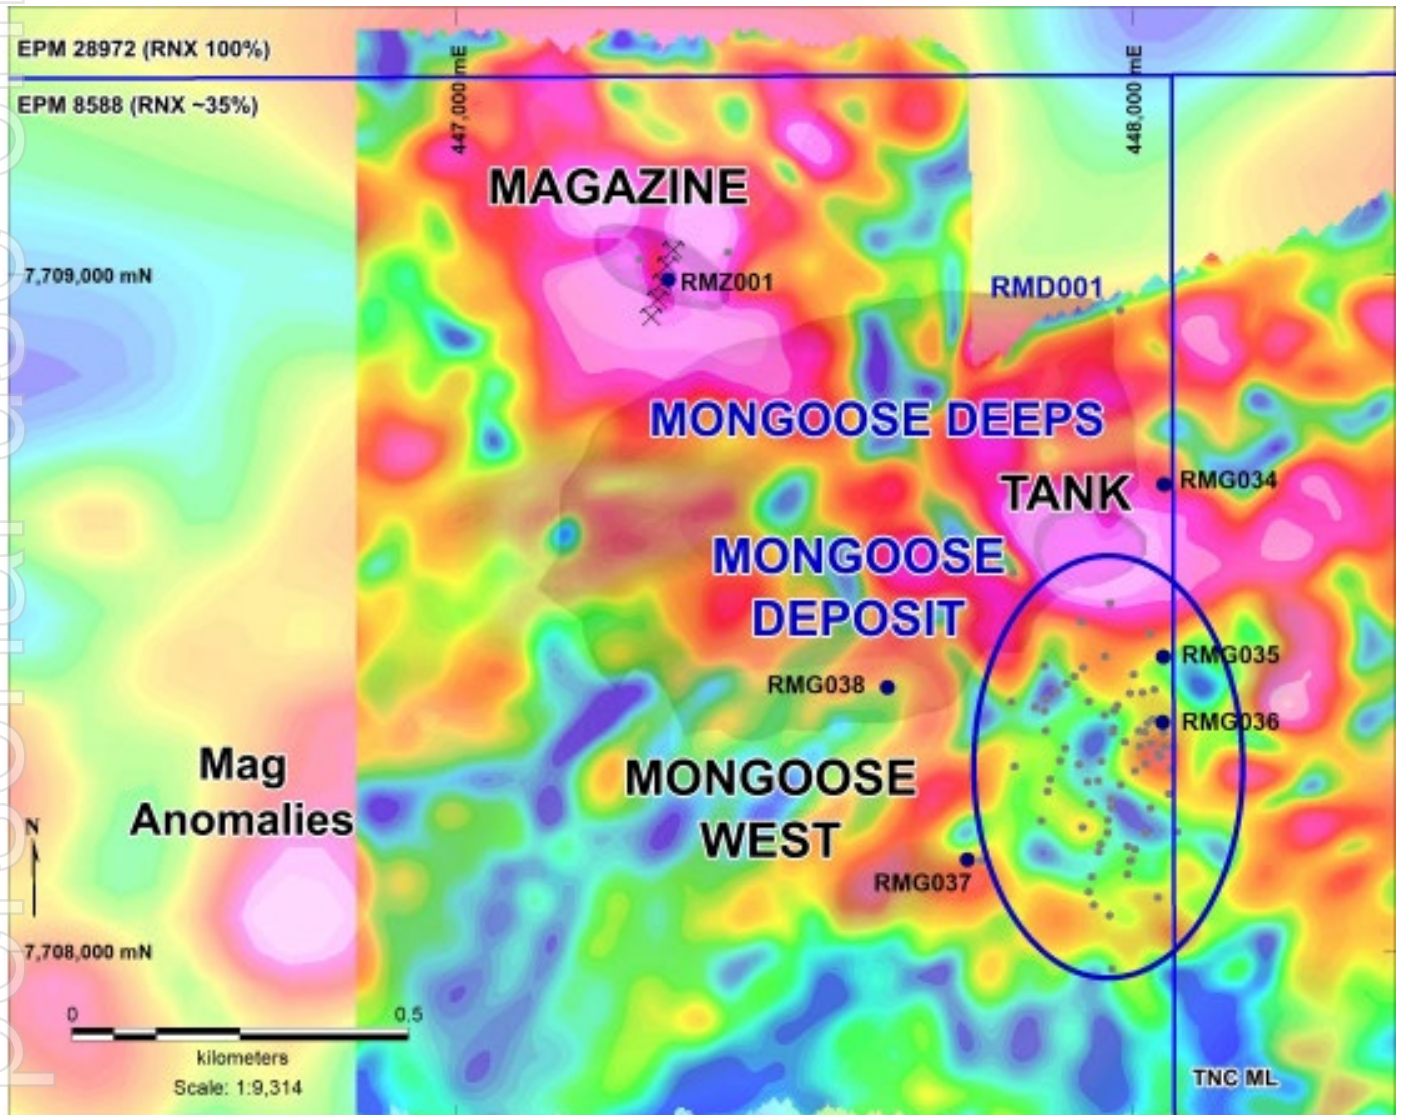 EPM 28972 (RNX 100%)
EPM 8588 (RNX ~35%)
447,000 mE
448,000 mE
MAGAZINE
7,709,000 mN
RMZ001
RMD001
MONGOOSE DEEPS
TANK
RMG034
MONGOOSE
DEPOSIT
RMG035
RMG038
RMG036
Mag
Anomalies
MONGOOSE
WEST
N
RMG037
7,708,000 mN
0
0.5
kilometers
Scale: 1:9,314
TNC ML